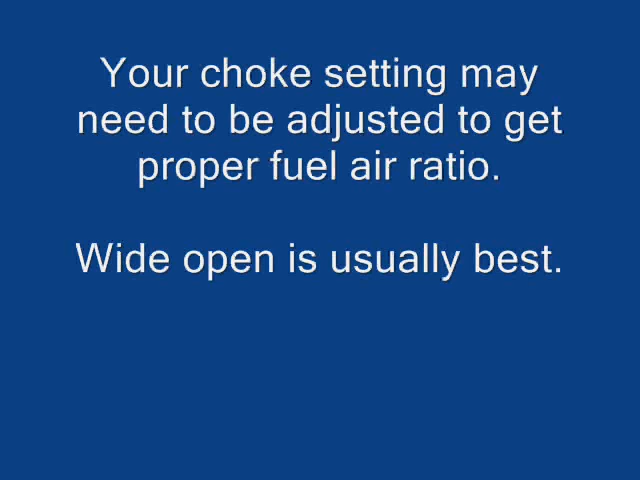 Your choke setting may
need to be adjusted to get
proper fuel air ratio.
Wide open is usually best.